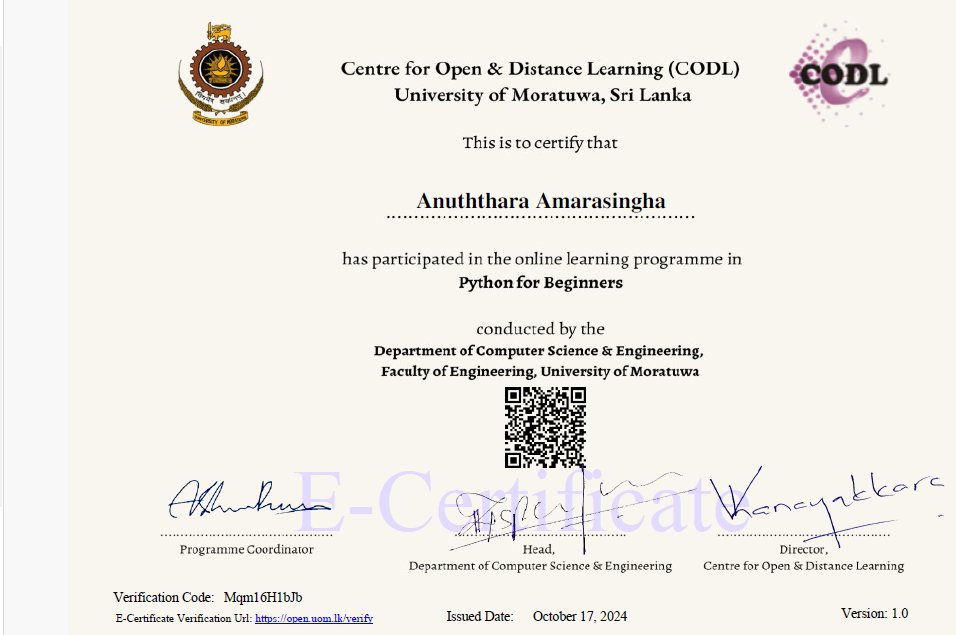 Centre for Open & Distance Learning (CODL)
University of Moratuwa, Sri Lanka
CODL
UNIVERSITY OF MORATUWA
This is to certify that
Anuththara Amarasingha
has participated in the online learning programme in
Python for Beginners
conducted by the
Department of Computer Science & Engineering,
Faculty of Engineering, University of Moratuwa
E-Certificate
Programme Coordinator
Head,
Department of Computer Science & Engineering
Director,
Centre for Open & Distance Learning
Verification Code: Mqm16H1bJb
E-Certificate Verification Url: https://open.uom.lk/verify
Issued Date: October 17, 2024
Version: 1.0